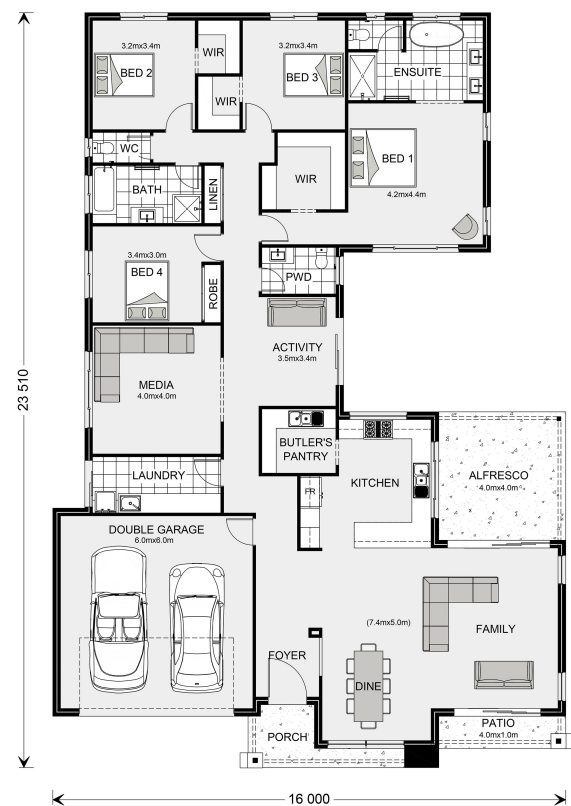 3.2mx3.4m
BED 2
WIR
3.2mx3.4m
BED 3
WIR
ENSUITE
WC
BATH
LINEN
WIR
BED 1
4.2mx4.4m
3.4mx3.0m
BED 4
ROBE
PWD
ACTIVITY
3.5mx3.4m
MEDIA
4.0mx4.0m
23 510
BUTLER'S
PANTRY
LAUNDRY
KITCHEN
FR
ALFRESCO
4.0mx4.0m
DOUBLE GARAGE
6.0mx6.0m
(7.4mx5.0m)
FAMILY
FOYER
DINE
PORCH
PATIO
4.0mx1.0m
16 000